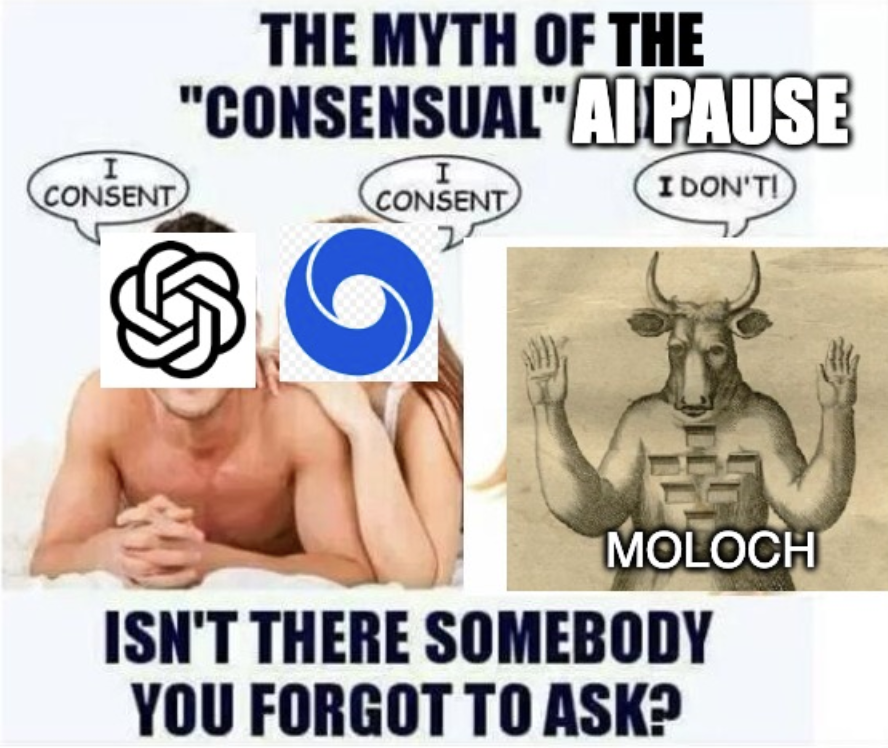 THE MYTH OF THE
"CONSENSUAL" AI PAUSE
I
CONSENT
I
CONSENT
I DON'T!
MOLOCH
ISN'T THERE SOMEBODY
YOU FORGOT TO ASK?